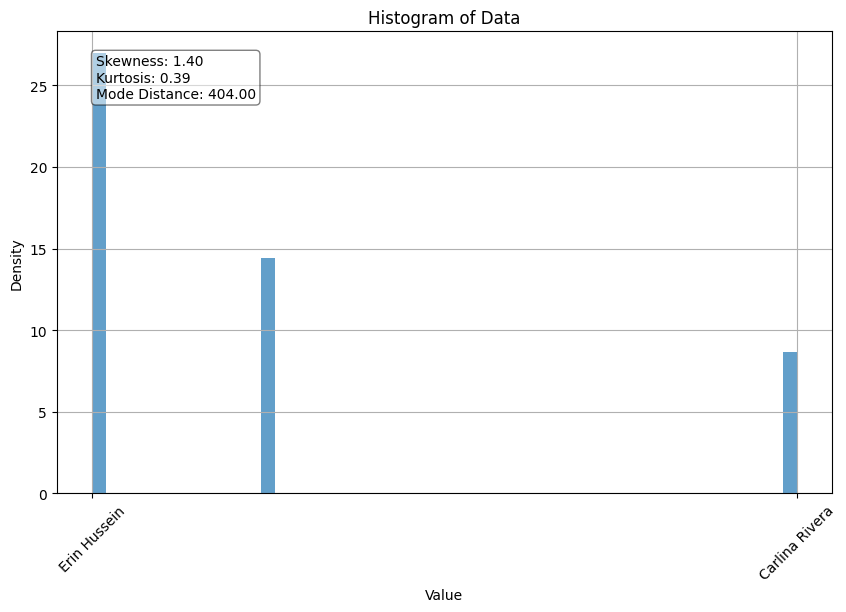 Histogram of Data
Skewness: 1.40
Kurtosis: 0.39
Mode Distance: 404.00
25
20
15
10
5
0
Density
Erin Hussein
Carlina Rivera
Value